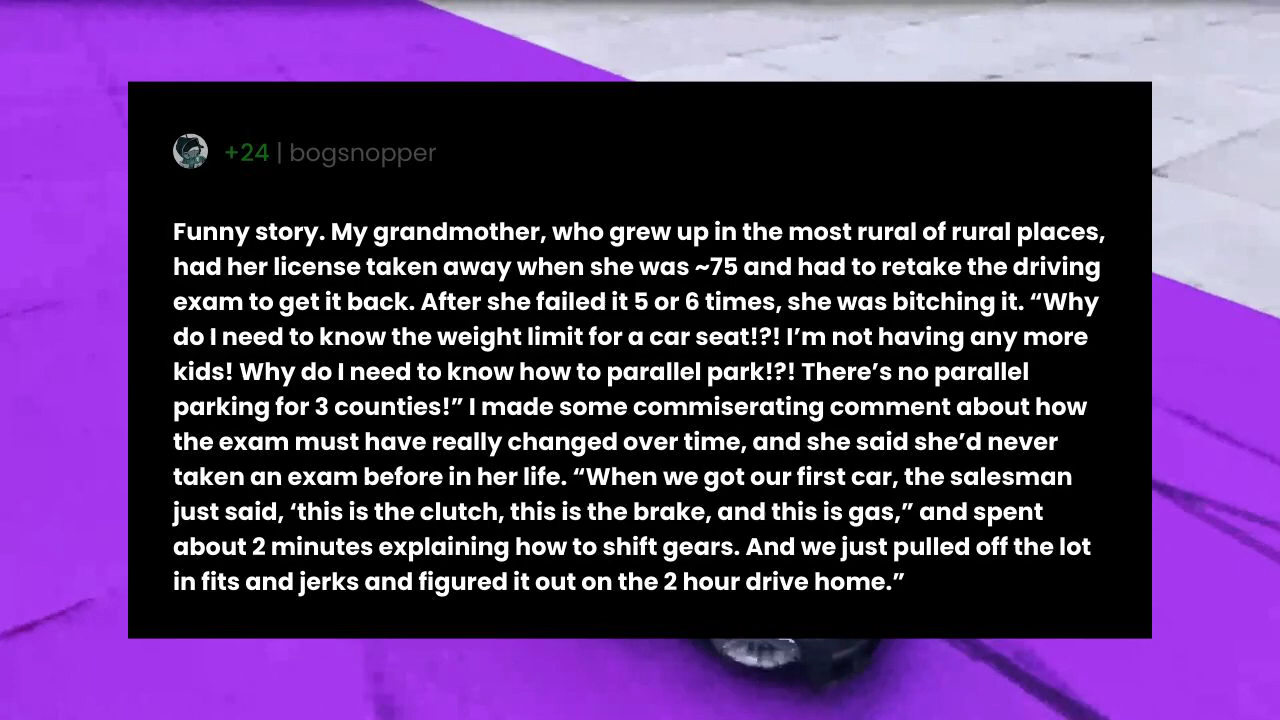 +24 | bogsnopper
Funny story. My grandmother, who grew up in the most rural of rural places,
had her license taken away when she was ~75 and had to retake the driving
exam to get it back. After she failed it 5 or 6 times, she was bitching it. “Why
do I need to know the weight limit for a car seat!?! I’m not having any more
kids! Why do I need to know how to parallel park!?! There’s no parallel
parking for 3 counties!” I made some commiserating comment about how
the exam must have really changed over time, and she said she’d never
taken an exam before in her life. “When we got our first car, the salesman
just said, ‘this is the clutch, this is the brake, and this is gas,” and spent
about 2 minutes explaining how to shift gears. And we just pulled off the lot
in fits and jerks and figured it out on the 2 hour drive home.”